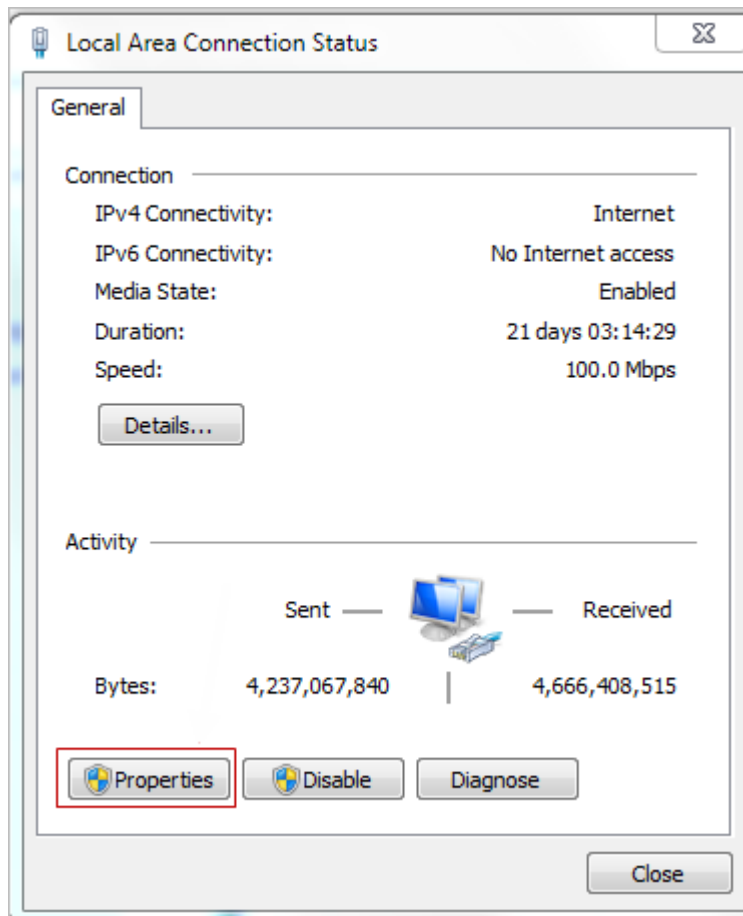 Local Area Connection Status
General
Connection
IPv4 Connectivity: Internet
IPv6 Connectivity: No Internet access
Media State: Enabled
Duration: 21 days 03:14:29
Speed: 100.0 Mbps
Details...
Activity
Sent Received
Bytes: 4,237,067,840 4,666,408,515
Properties Disable Diagnose
Close